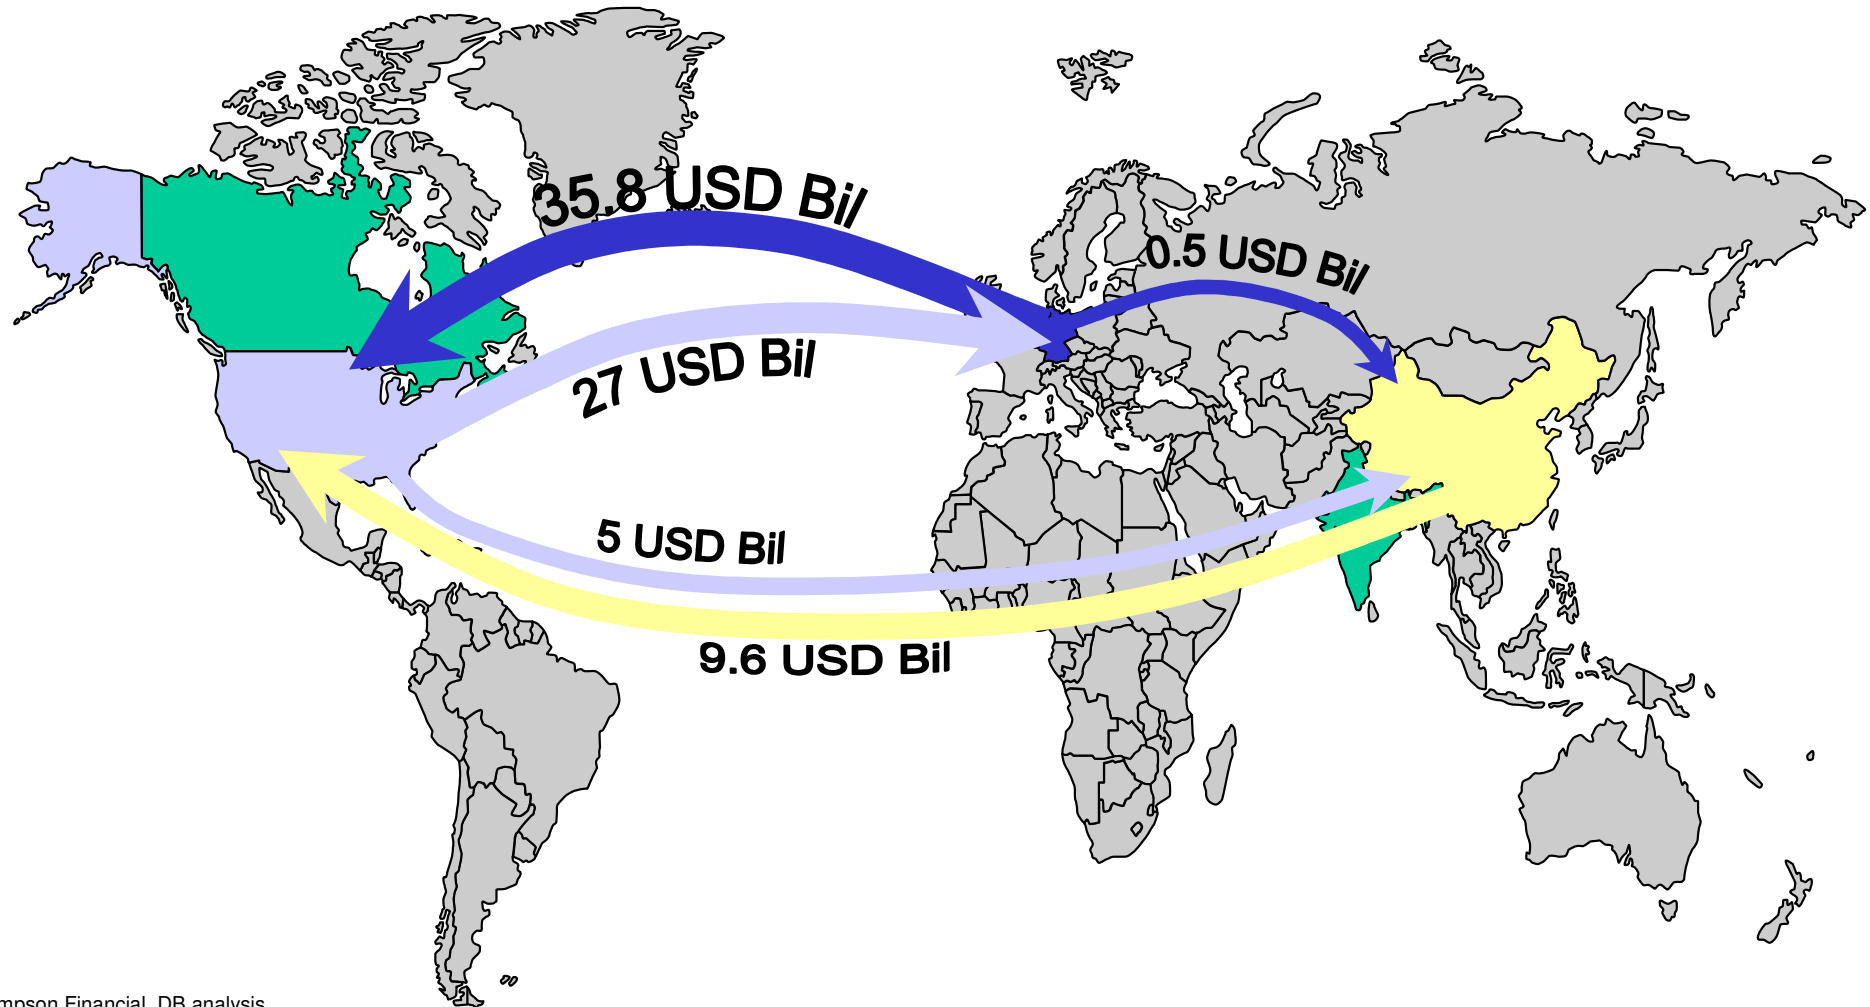 35.8 USD Bil
0.5 USD Bil
27 USD Bil
5 USD Bil
9.6 USD Bil
mpson Financial, DB analysis